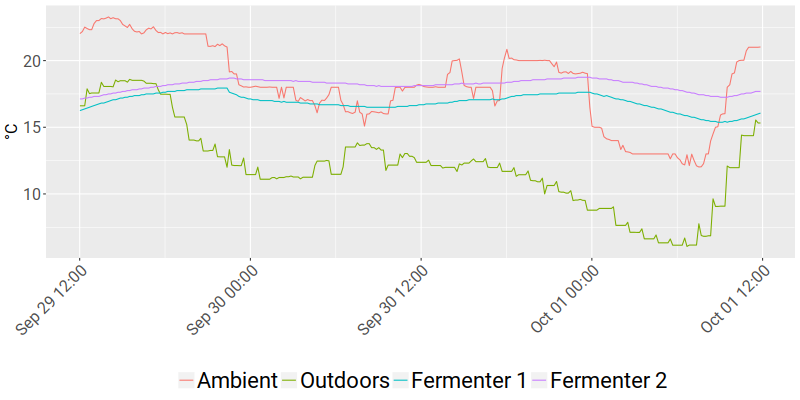 °C
20
15
10
Sep 29 12:00
Sep 30 00:00
Sep 30 12:00
Oct 01 00:00
Oct 01 12:00
Ambient Outdoors Fermenter 1 Fermenter 2